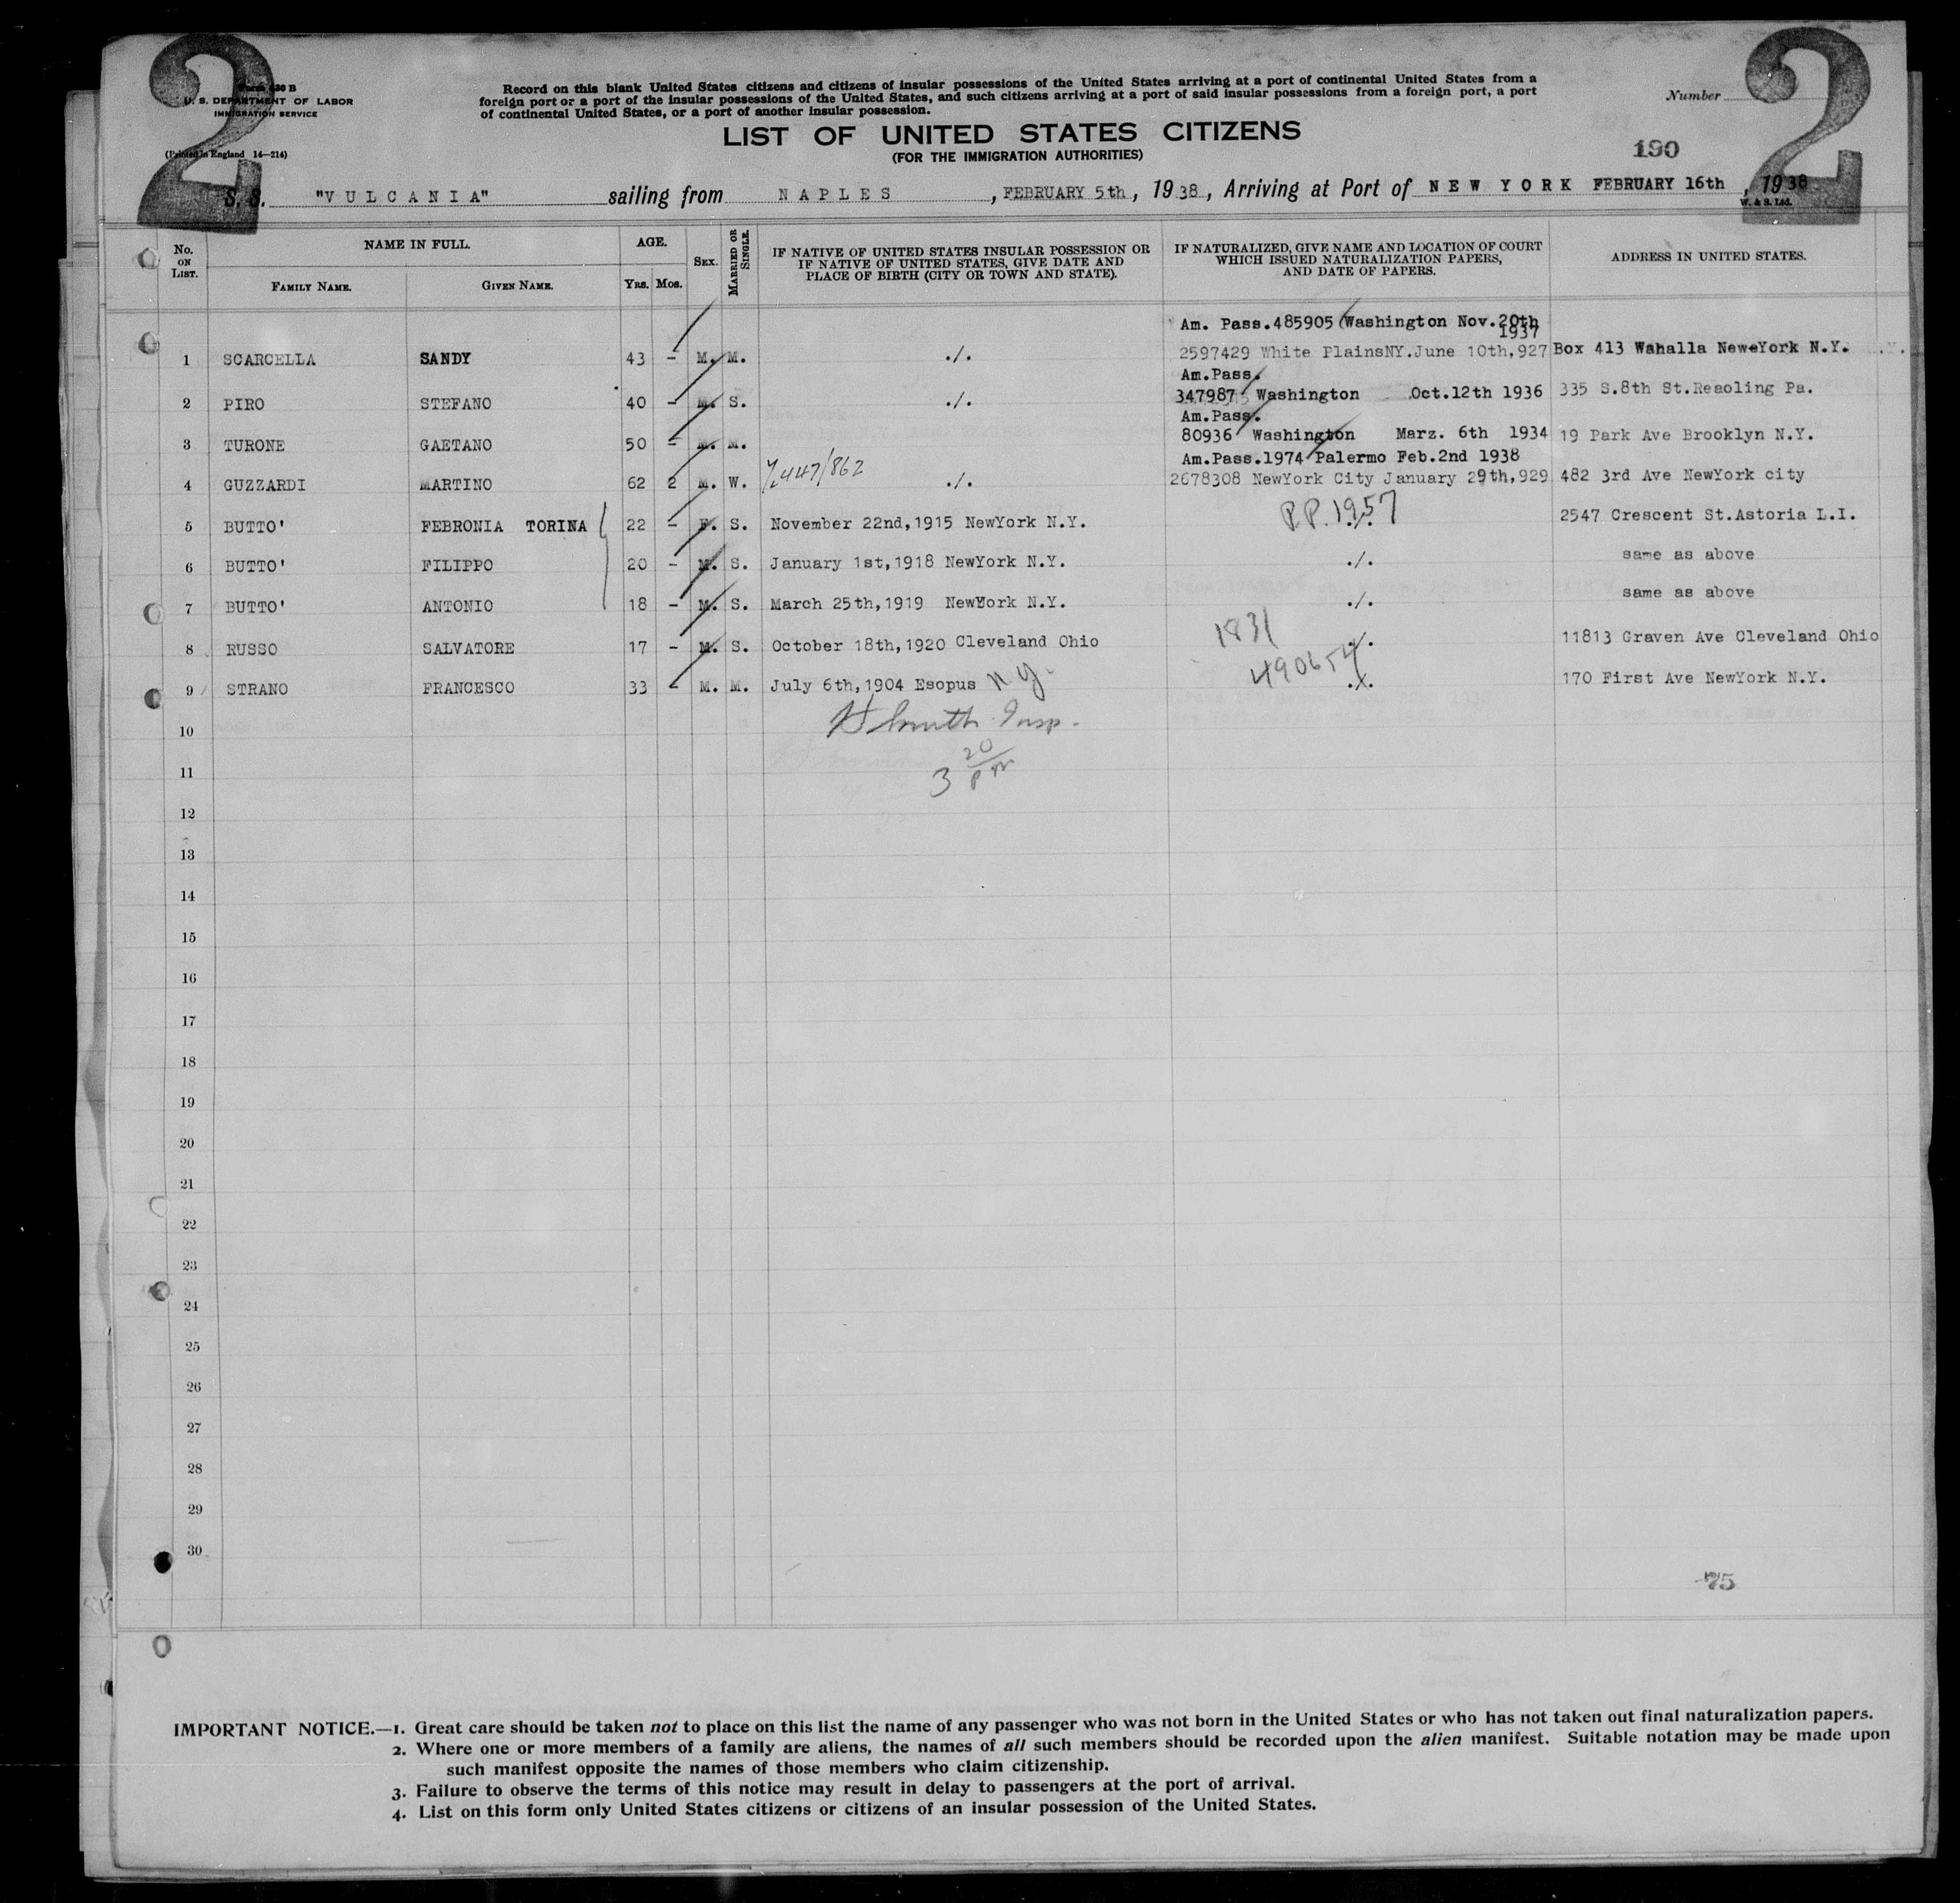 2 2
Form 630 B
U. S. DEPARTMENT OF LABOR
IMMIGRATION SERVICE
(Printed in England 14—214)
Record on this blank United States citizens and citizens of insular possessions of the United States arriving at a port of continental United States from a
foreign port or a port of the insular possessions of the United States, and such citizens arriving at a port of said insular possessions from a foreign port, a port
of continental United States, or a port of another insular possession.
Number
LIST OF UNITED STATES CITIZENS
(FOR THE IMMIGRATION AUTHORITIES)
190
S. S. "VULCANIA" sailing from NAPLES, FEBRUARY 5th, 1938, Arriving at Port of NEW YORK FEBRUARY 16th, 1938
W. & S. Ltd.
No. ON LIST. NAME IN FULL. AGE. SEX. MARRIED OR SINGLE. IF NATIVE OF UNITED STATES INSULAR POSSESSION OR IF NATIVE OF UNITED STATES, GIVE DATE AND PLACE OF BIRTH (CITY OR TOWN AND STATE). IF NATURALIZED, GIVE NAME AND LOCATION OF COURT WHICH ISSUED NATURALIZATION PAPERS, AND DATE OF PAPERS. ADDRESS IN UNITED STATES.
FAMILY NAME. GIVEN NAME. YRS. MOS.
Am. Pass.485905 Washington Nov.20th 1937
1 SCARCELLA SANDY 43 - M. M. ./. 2597429 White PlainsNY.June 10th,927 Box 413 Wahalla NeweYork N.Y.
Am.Pass.
2 PIRO STEFANO 40 - M. S. ./. 347987 Washington Oct.12th 1936 335 S.8th St.Reaoling Pa.
Am.Pass.
3 TURONE GAETANO 50 - M. M. 80936 Washington Marz. 6th 1934 19 Park Ave Brooklyn N.Y.
Am.Pass.1974 Palermo Feb.2nd 1938
4 GUZZARDI MARTINO 62 2 M. W. 7.447/862 ./. 2678308 NewYork City January 29th,929 482 3rd Ave NewYork city
5 BUTTO' FEBRONIA TORINA 22 - F. S. November 22nd,1915 NewYork N.Y. P.P. 1957 ./. 2547 Crescent St.Astoria L.I.
6 BUTTO' FILIPPO 20 - M. S. January 1st,1918 NewYork N.Y. ./. same as above
7 BUTTO' ANTONIO 18 - M. S. March 25th,1919 NewYork N.Y. ./. same as above
8 RUSSO SALVATORE 17 - M. S. October 18th,1920 Cleveland Ohio 1831 ./. 11813 Graven Ave Cleveland Ohio
9 STRANO FRANCESCO 33 - M. M. July 6th,1904 Esopus N.Y. 490654 ./. 170 First Ave NewYork N.Y.
10 Smith Insp.
11 3 20 PM
12
13
14
15
16
17
18
19
20
21
22
23
24
25
26
27
28
29
30
75
IMPORTANT NOTICE.—1. Great care should be taken not to place on this list the name of any passenger who was not born in the United States or who has not taken out final naturalization papers.
2. Where one or more members of a family are aliens, the names of all such members should be recorded upon the alien manifest. Suitable notation may be made upon
such manifest opposite the names of those members who claim citizenship.
3. Failure to observe the terms of this notice may result in delay to passengers at the port of arrival.
4. List on this form only United States citizens or citizens of an insular possession of the United States.